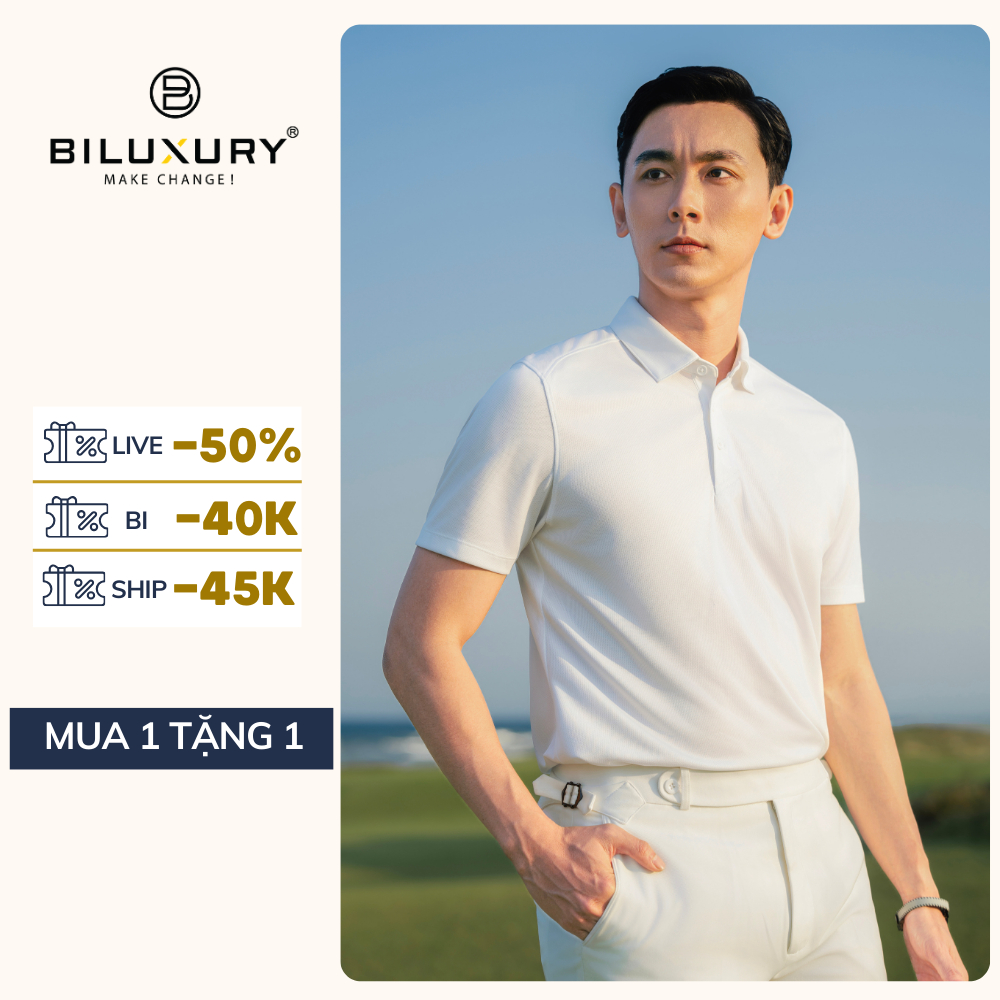 BILUXURY®
MAKE CHANGE!
LIVE -50%
BI -40K
SHIP -45K
MUA 1 TẶNG 1